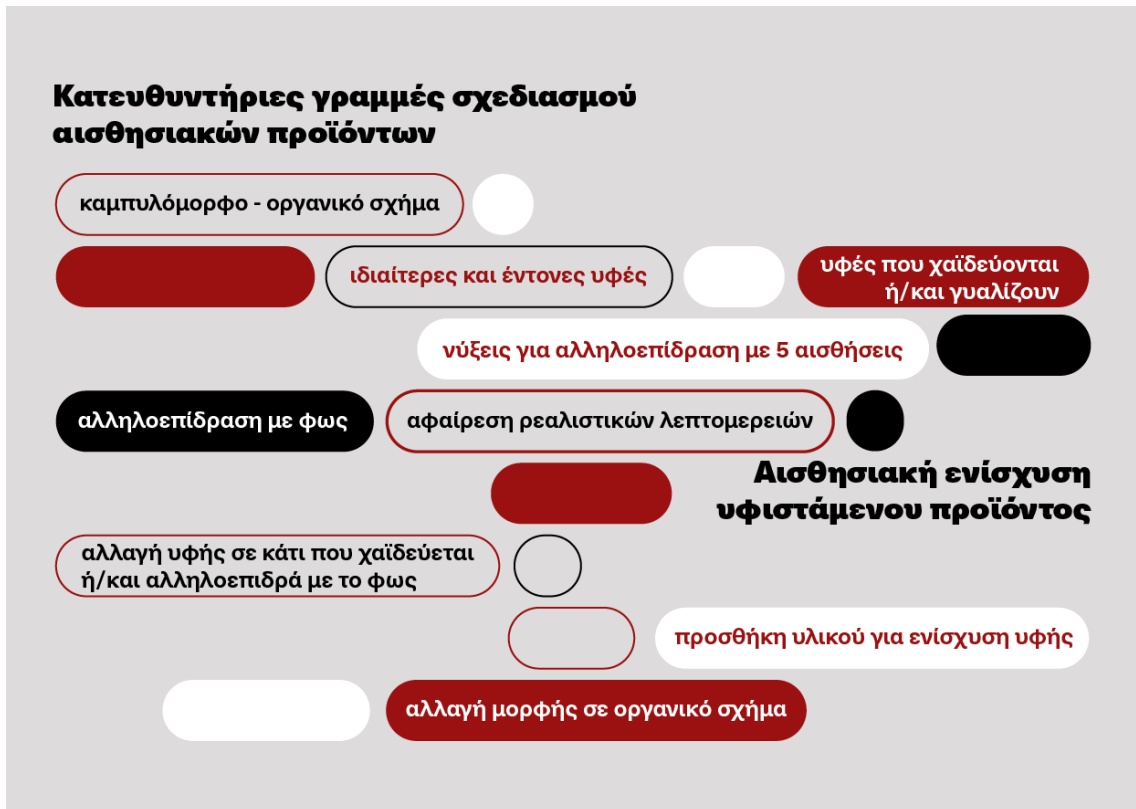 Κατευθυντήριες γραμμές σχεδιασμού
αισθησιακών προϊόντων
καμπυλόμορφο - οργανικό σχήμα
ιδιαίτερες και έντονες υφές
υφές που χαϊδεύονται
ή/και γυαλίζουν
νύξεις για αλληλοεπίδραση με 5 αισθήσεις
αλληλοεπίδραση με φως
αφαίρεση ρεαλιστικών λεπτομερειών
Αισθησιακή ενίσχυση
υφιστάμενου προϊόντος
αλλαγή υφής σε κάτι που χαϊδεύεται
ή/και αλληλοεπιδρά με το φως
προσθήκη υλικού για ενίσχυση υφής
αλλαγή μορφής σε οργανικό σχήμα